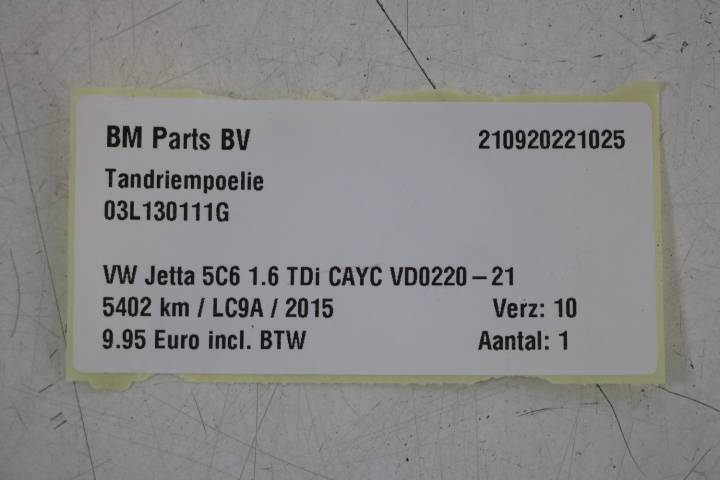 BM Parts BV 210920221025
Tandriempoelie
03L130111G
VW Jetta 5C6 1.6 TDi CAYC VD0220-21
5402 km / LC9A / 2015 Verz: 10
9.95 Euro incl. BTW Aantal: 1